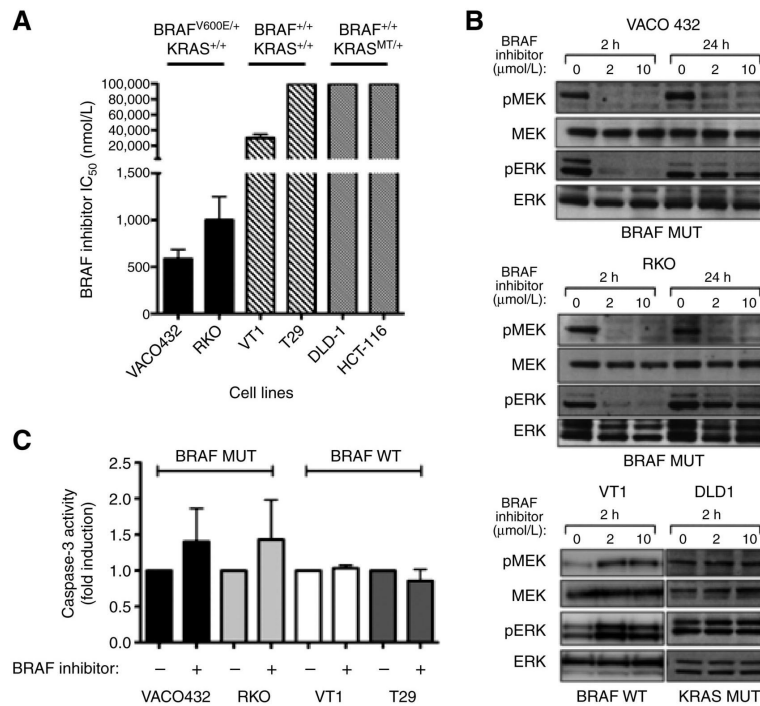 A
BRAF^V600E/+ BRAF^+/+ BRAF^+/+
KRAS^+/+ KRAS^+/+ KRAS^MT/+
BRAF inhibitor IC50 (nmol/L)
100,000
80,000
60,000
40,000
20,000
1,500
1,000
500
0
VACO432 RKO VT1 T29 DLD-1 HCT-116
Cell lines
B
VACO 432
BRAF
inhibitor
(μmol/L):
2 h 24 h
0 2 10 0 2 10
pMEK
MEK
pERK
ERK
BRAF MUT
RKO
BRAF
inhibitor
(μmol/L):
2 h 24 h
0 2 10 0 2 10
pMEK
MEK
pERK
ERK
BRAF MUT
VT1 DLD1
BRAF
inhibitor
(μmol/L):
2 h 2 h
0 2 10 0 2 10
pMEK
MEK
pERK
ERK
BRAF WT KRAS MUT
C
BRAF MUT BRAF WT
Caspase-3 activity
(fold induction)
2.5
2.0
1.5
1.0
0.5
0.0
BRAF inhibitor: – + – + – + – +
VACO432 RKO VT1 T29